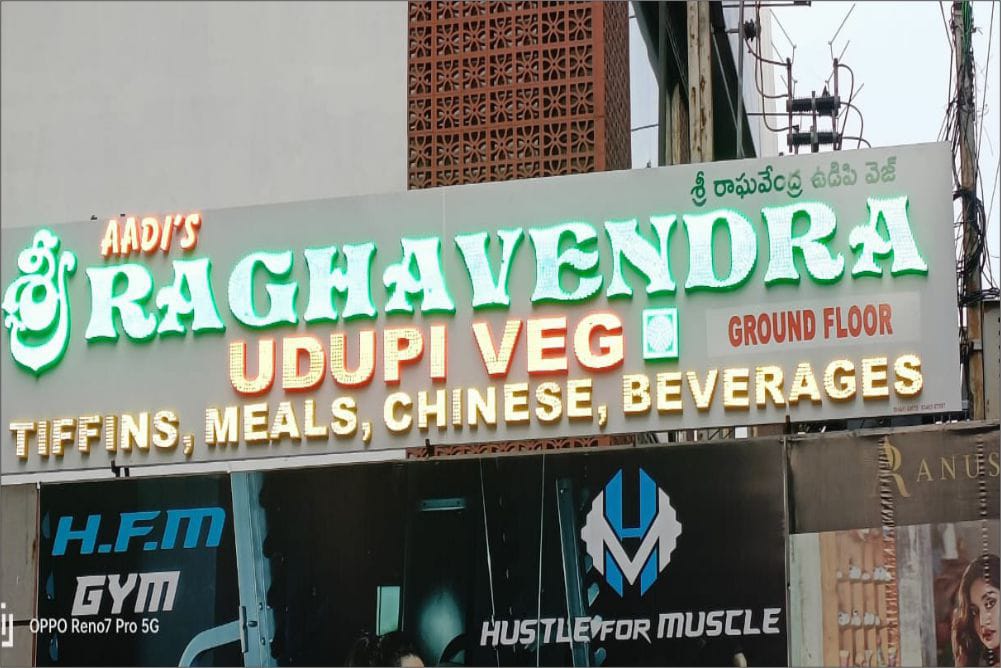 శ్రీ రాఘవేంద్ర ఉడిపి వెజ్
AADI'S
శ్రీ RAGHAVENDRA
UDUPI VEG
GROUND FLOOR
TIFFINS, MEALS, CHINESE, BEVERAGES
H.F.M
GYM
HUSTLE FOR MUSCLE
RANUS
OPPO Reno7 Pro 5G